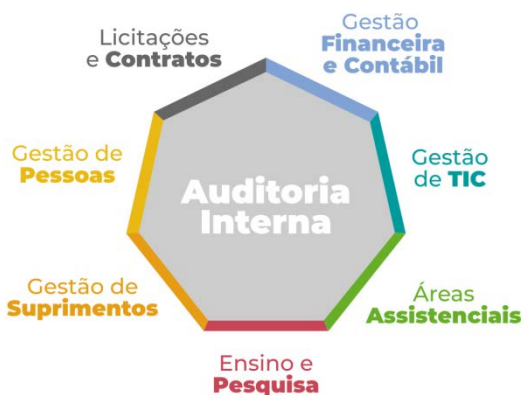 Licitações
e Contratos
Gestão
Financeira
e Contábil
Gestão de
Pessoas
Auditoria
Interna
Gestão
de TIC
Gestão de
Suprimentos
Áreas
Assistenciais
Ensino e
Pesquisa